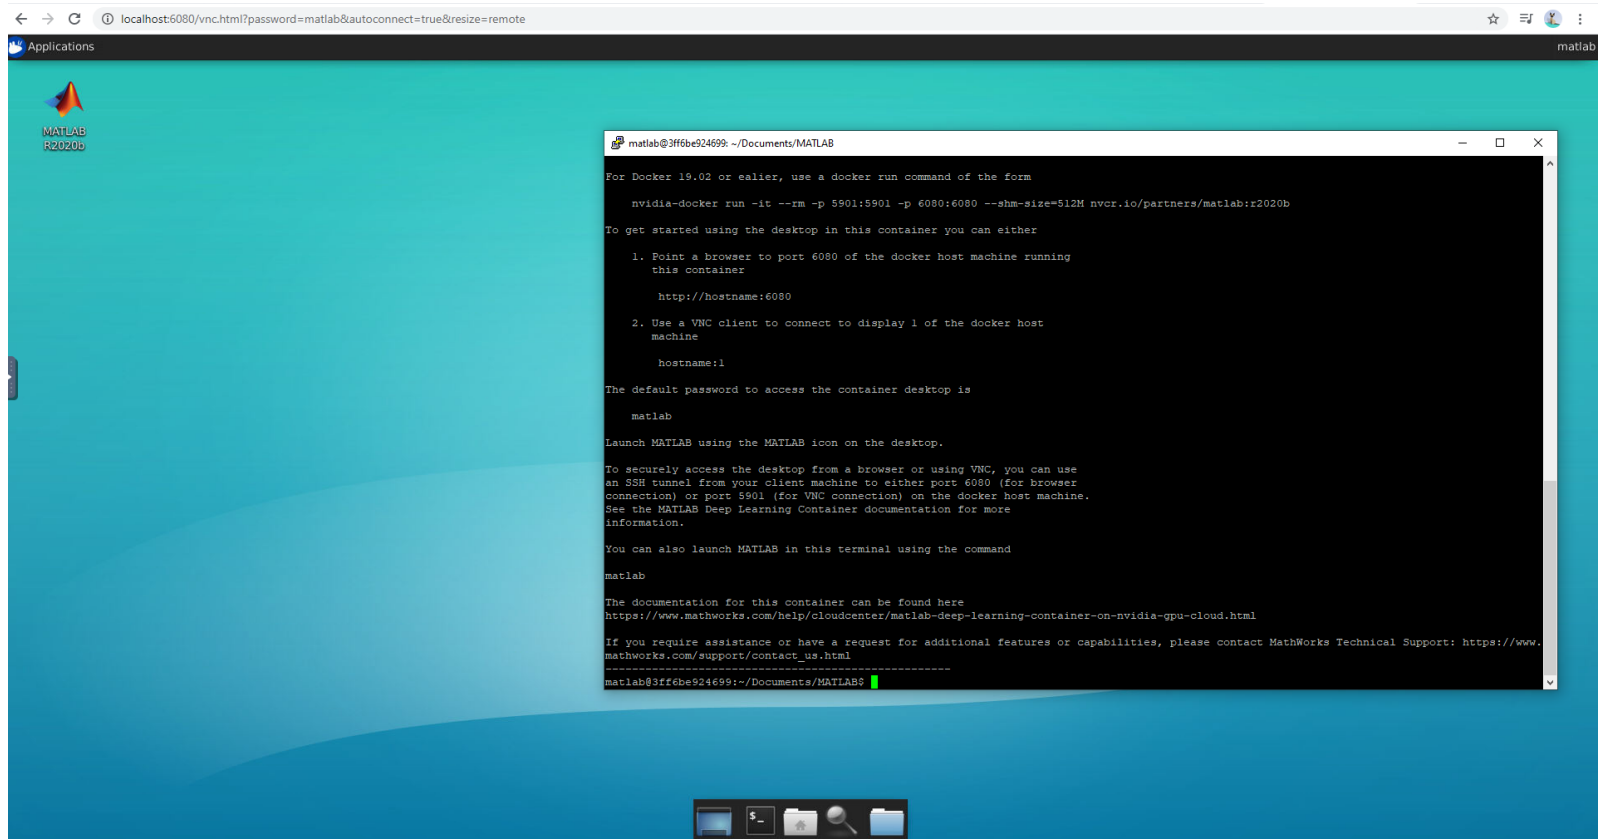 localhost:6080/vnc.html?password=matlab&autoconnect=true&resize=remote
Applications
matlab
MATLAB
R2020b
matlab@3ff6be924699: ~/Documents/MATLAB
For Docker 19.02 or ealier, use a docker run command of the form
nvidia-docker run -it --rm -p 5901:5901 -p 6080:6080 --shm-size=512M nvcr.io/partners/matlab:r2020b
To get started using the desktop in this container you can either
1. Point a browser to port 6080 of the docker host machine running
this container
http://hostname:6080
2. Use a VNC client to connect to display 1 of the docker host
machine
hostname:1
The default password to access the container desktop is
matlab
Launch MATLAB using the MATLAB icon on the desktop.
To securely access the desktop from a browser or using VNC, you can use
an SSH tunnel from your client machine to either port 6080 (for browser
connection) or port 5901 (for VNC connection) on the docker host machine.
See the MATLAB Deep Learning Container documentation for more
information.
You can also launch MATLAB in this terminal using the command
matlab
The documentation for this container can be found here
https://www.mathworks.com/help/cloudcenter/matlab-deep-learning-container-on-nvidia-gpu-cloud.html
If you require assistance or have a request for additional features or capabilities, please contact MathWorks Technical Support: https://www.
mathworks.com/support/contact_us.html
----------------------------------------------------
matlab@3ff6be924699:~/Documents/MATLAB$
$_